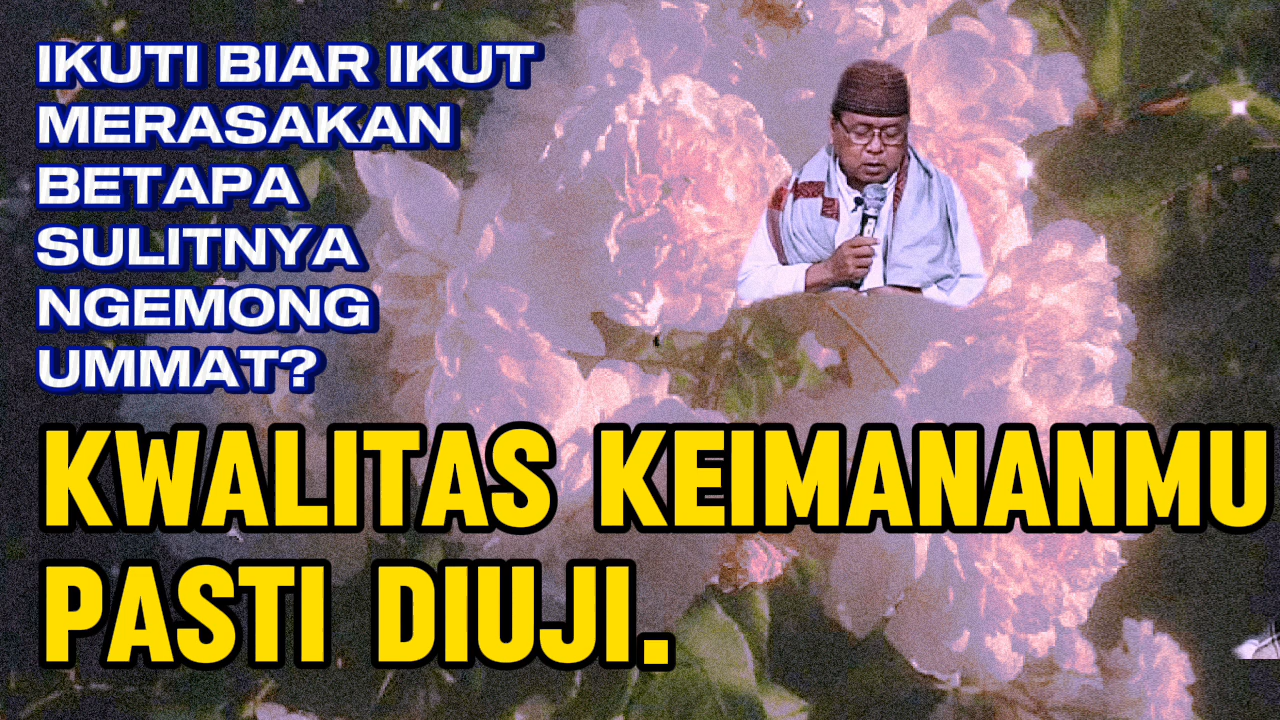 IKUTI BIAR IKUT
MERASAKAN
BETAPA
SULITNYA
NGEMONG
UMMAT?
KWALITAS KEIMANANMU
PASTI DIUJI.